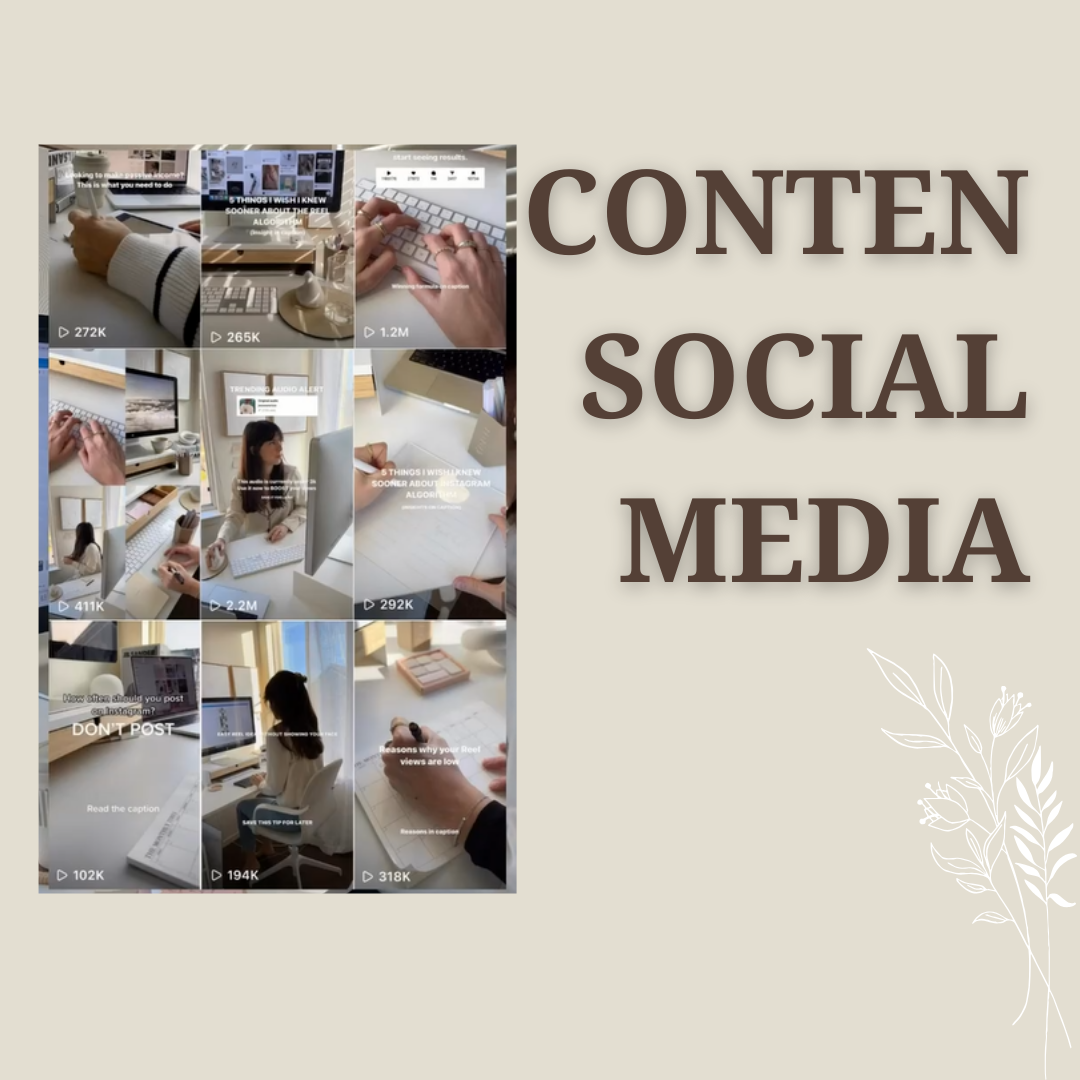 Looking to make passive income?
This is what you need to do
272K
5 THINGS I WISH I KNEW
SOONER ABOUT THE REEL
ALGORITHM
(Insight in caption)
265K
start seeing results.
Winning formula in caption
1.2M
411K
TRENDING AUDIO ALERT
This audio is currently
Use it now to BOOST your views
2.2M
5 THINGS I WISH I KNEW
SOONER ABOUT INSTAGRAM
ALGORITHM
292K
How often should you post
on Instagram?
DON'T POST
Read the caption
102K
EASY REEL IDEA WITHOUT SHOWING YOUR FACE
SAVE THIS TIP FOR LATER
194K
Reasons why your Reel
views are low
Reasons in caption
318K
CONTEN
SOCIAL
MEDIA